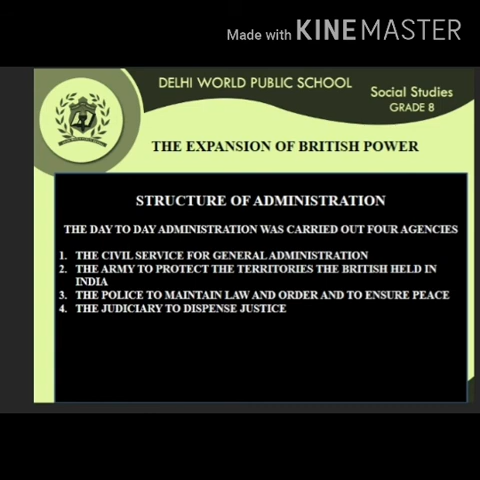 Made with KINEMASTER
DELHI WORLD PUBLIC SCHOOL
Social Studies
GRADE 8
THE EXPANSION OF BRITISH POWER
STRUCTURE OF ADMINISTRATION
THE DAY TO DAY ADMINISTRATION WAS CARRIED OUT FOUR AGENCIES
1. THE CIVIL SERVICE FOR GENERAL ADMINISTRATION
2. THE ARMY TO PROTECT THE TERRITORIES THE BRITISH HELD IN
INDIA
3. THE POLICE TO MAINTAIN LAW AND ORDER AND TO ENSURE PEACE
4. THE JUDICIARY TO DISPENSE JUSTICE